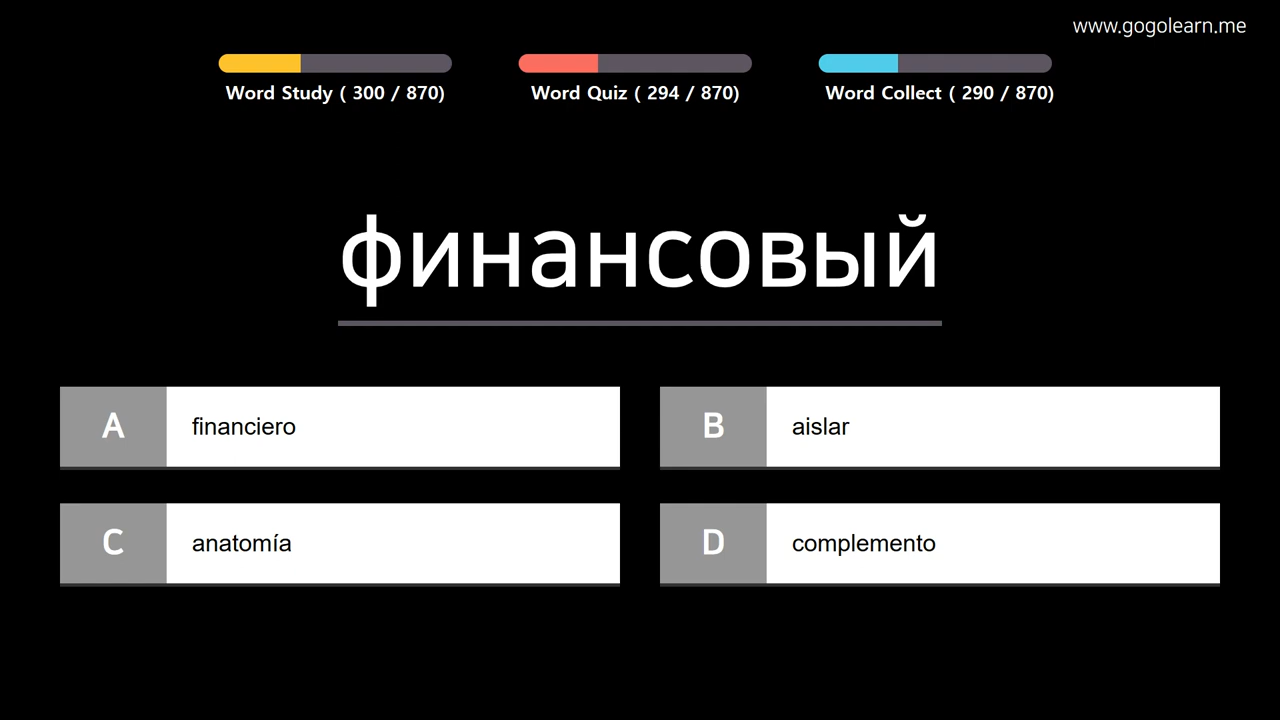 www.gogolearn.me
Word Study ( 300 / 870)
Word Quiz ( 294 / 870)
Word Collect ( 290 / 870)
финансовый
A financiero
B aislar
C anatomía
D complemento